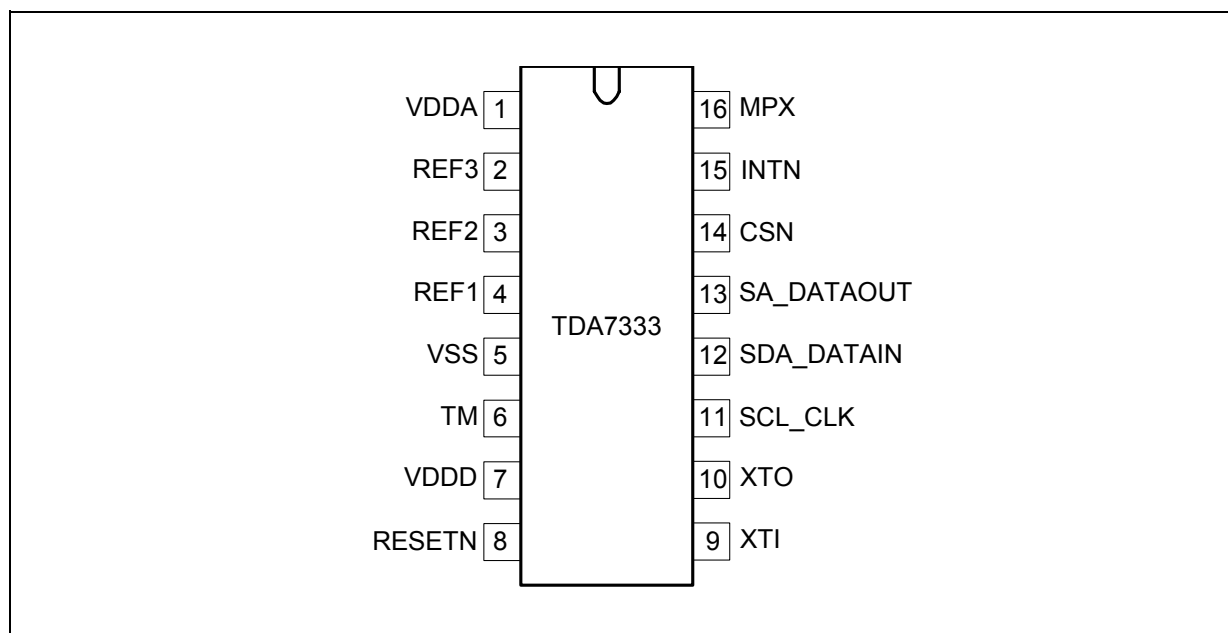 VDDA 1 16 MPX
REF3 2 15 INTN
REF2 3 14 CSN
REF1 4 13 SA_DATAOUT
TDA7333
VSS 5 12 SDA_DATAIN
TM 6 11 SCL_CLK
VDDD 7 10 XTO
RESETN 8 9 XTI